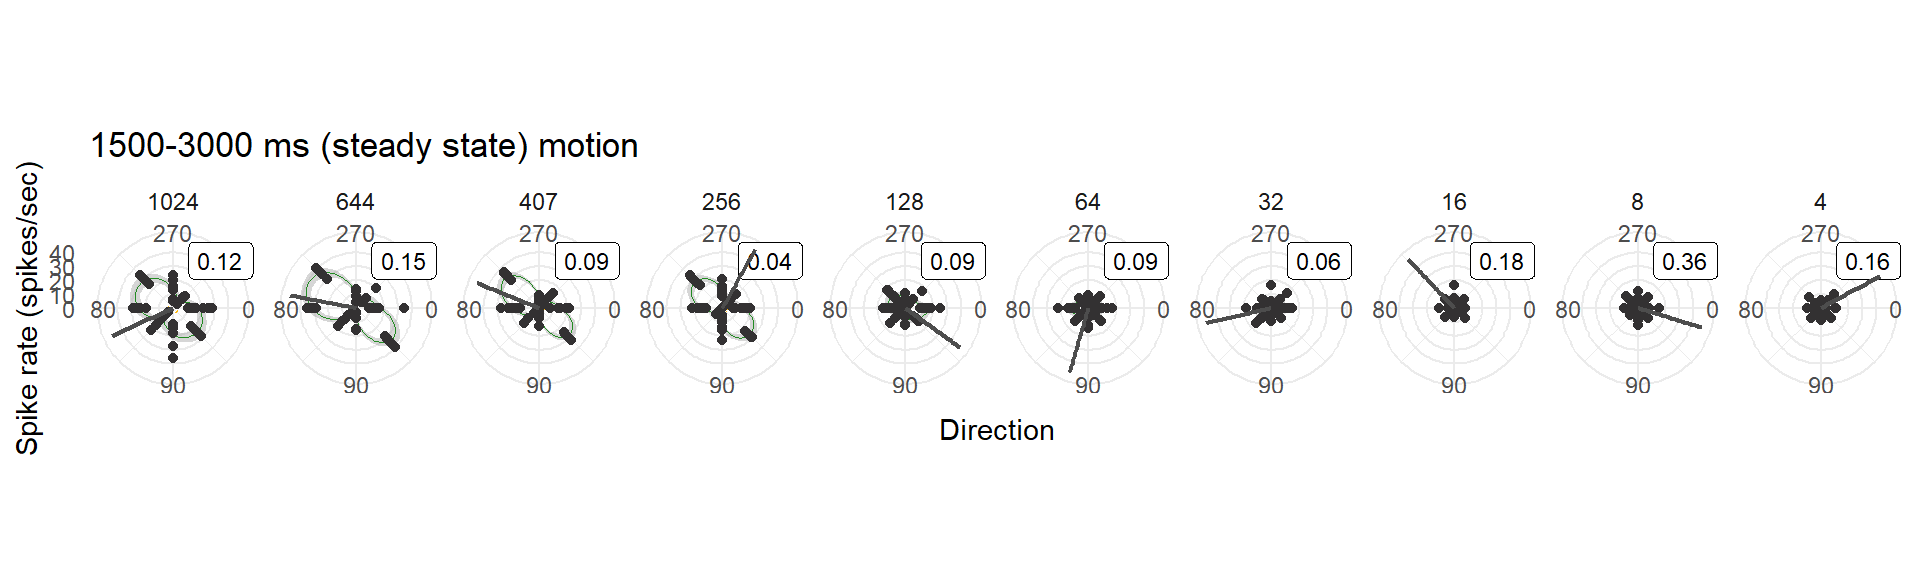 1500-3000 ms (steady state) motion
1024 644 407 256 128 64 32 16 8 4
270 270 270 270 270 270 270 270 270 270
0.12 0.15 0.09 0.04 0.09 0.09 0.06 0.18 0.36 0.16
40
30
20
10
0
80 0 80 0 80 0 80 0 80 0 80 0 80 0 80 0 80 0 80 0
90 90 90 90 90 90 90 90 90 90
Direction
Spike rate (spikes/sec)